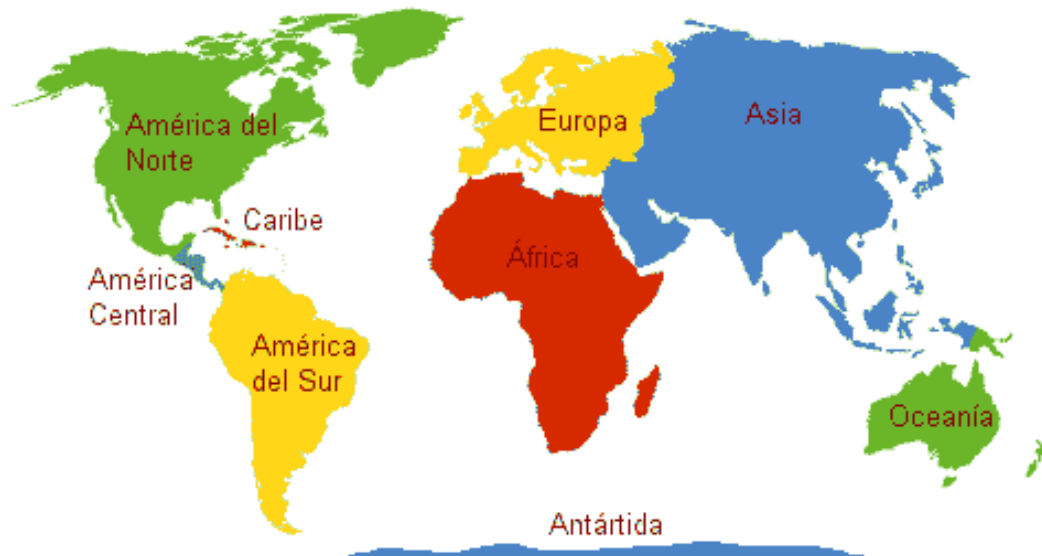 América del
Norte
Caribe
América
Central
América
del Sur
Europa
Asia
África
Oceanía
Antártida